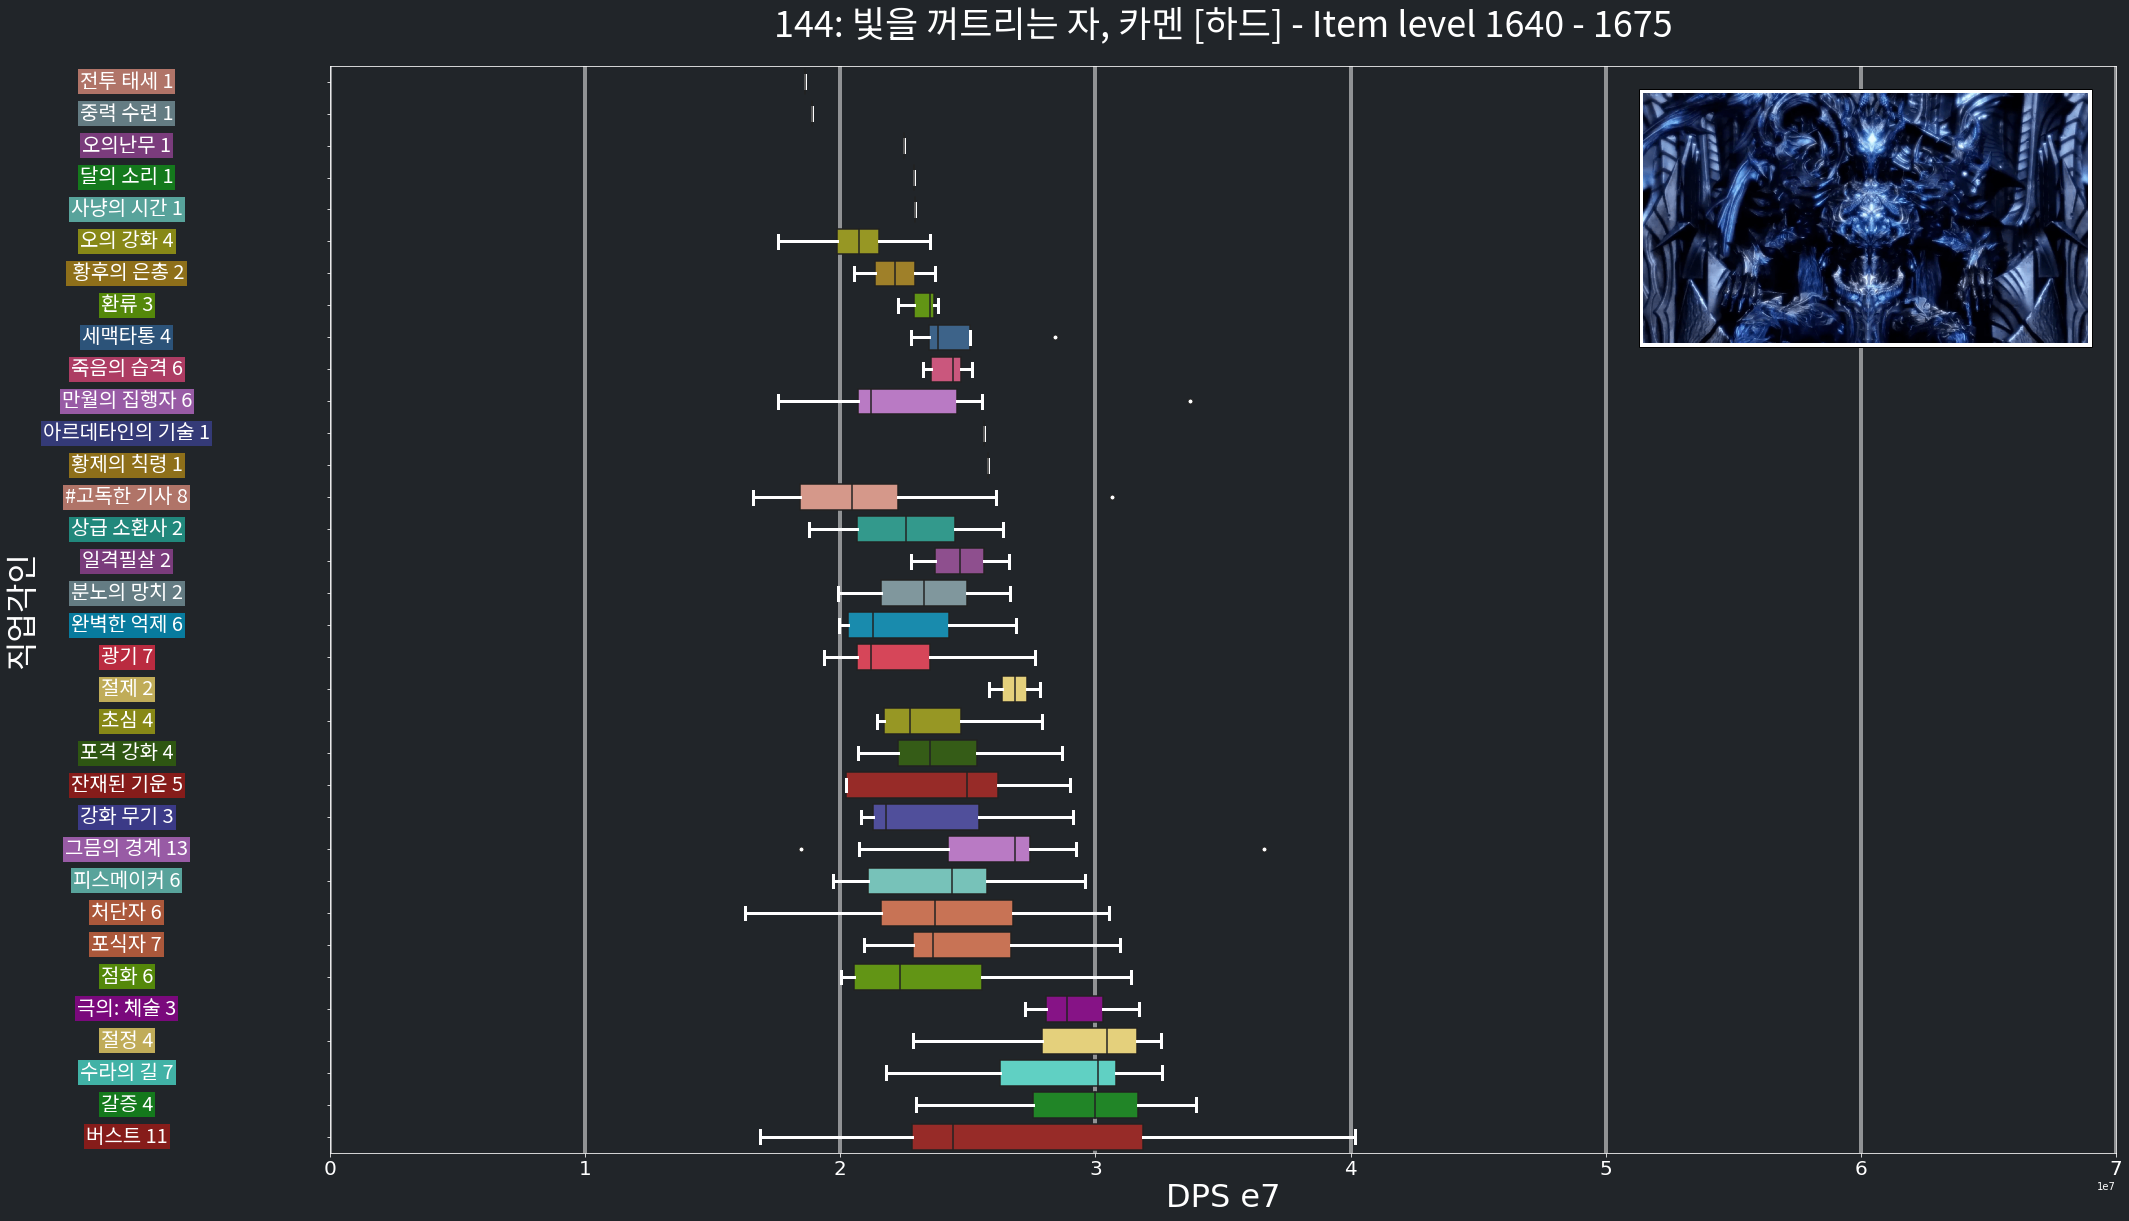 144: 빛을 꺼트리는 자, 카멘 [하드] - Item level 1640 - 1675
직업각인
전투 태세 1
중력 수련 1
오의난무 1
달의 소리 1
사냥의 시간 1
오의 강화 4
황후의 은총 2
환류 3
세맥타통 4
죽음의 습격 6
만월의 집행자 6
아르데타인의 기술 1
황제의 칙령 1
#고독한 기사 8
상급 소환사 2
일격필살 2
분노의 망치 2
완벽한 억제 6
광기 7
절제 2
초심 4
포격 강화 4
잔재된 기운 5
강화 무기 3
그믐의 경계 13
피스메이커 6
처단자 6
포식자 7
점화 6
극의: 체술 3
절정 4
수라의 길 7
갈증 4
버스트 11
0 1 2 3 4 5 6 7
1e7
DPS e7